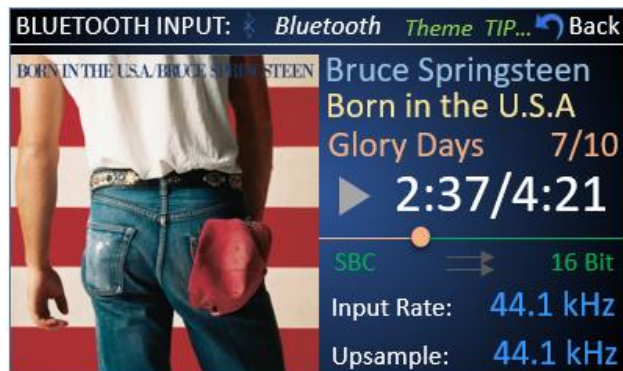 BLUETOOTH INPUT: Bluetooth Theme TIP... Back
BORN IN THE U.S.A./BRUCE SPRINGSTEEN
Bruce Springsteen
Born in the U.S.A
Glory Days 7/10
2:37/4:21
SBC 16 Bit
Input Rate: 44.1 kHz
Upsample: 44.1 kHz